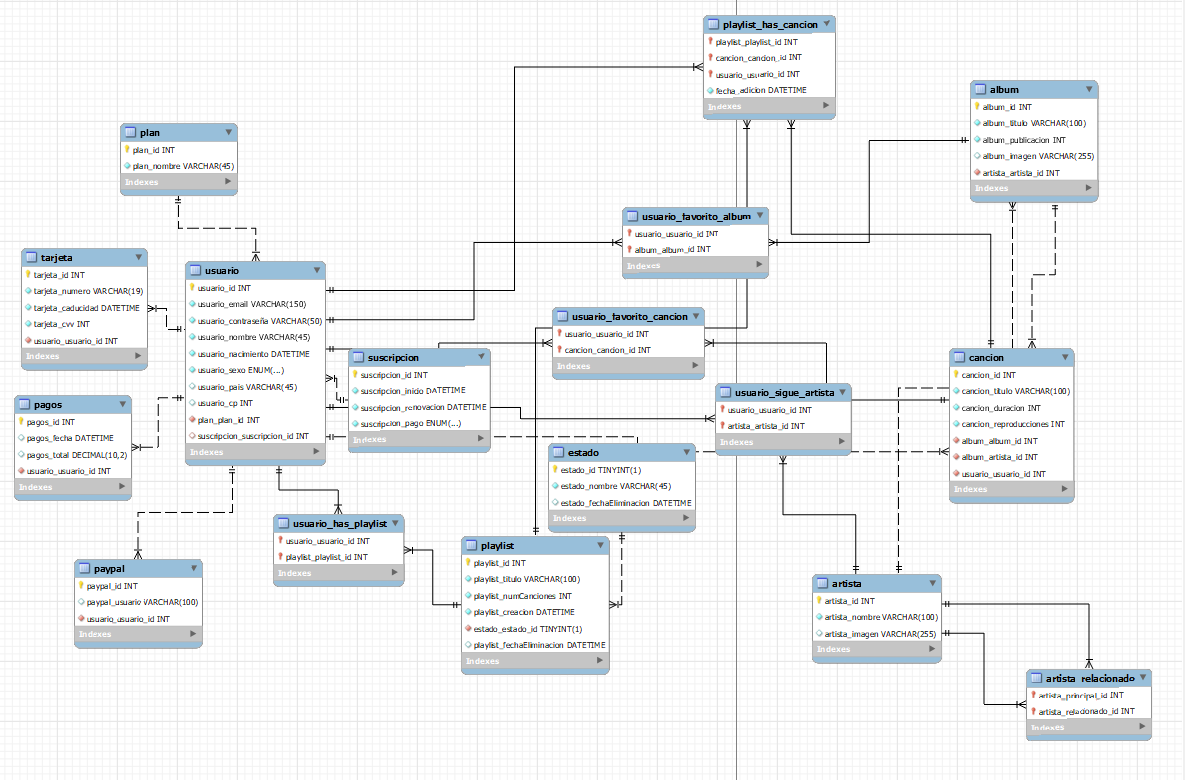 playlist_has_cancion
playlist_playlist_id INT
cancion_cancion_id INT
usuario_usuario_id INT
fecha_adicion DATETIME
Indexes
album
album_id INT
album_titulo VARCHAR(100)
album_publicacion INT
album_imagen VARCHAR(255)
artista_artista_id INT
Indexes
plan
plan_id INT
plan_nombre VARCHAR(45)
Indexes
usuario_favorito_album
usuario_usuario_id INT
album_album_id INT
Indexes
tarjeta
tarjeta_id INT
tarjeta_numero VARCHAR(19)
tarjeta_caducidad DATETIME
tarjeta_cvv INT
usuario_usuario_id INT
Indexes
usuario
usuario_id INT
usuario_email VARCHAR(150)
usuario_contraseña VARCHAR(50)
usuario_nombre VARCHAR(45)
usuario_nacimiento DATETIME
usuario_sexo ENUM(...)
usuario_pais VARCHAR(45)
usuario_cp INT
plan_plan_id INT
suscripcion_suscripcion_id INT
Indexes
usuario_favorito_cancion
usuario_usuario_id INT
cancion_cancion_id INT
Indexes
suscripcion
suscripcion_id INT
suscripcion_inicio DATETIME
suscripcion_renovacion DATETIME
suscripcion_pago ENUM(...)
Indexes
cancion
cancion_id INT
cancion_titulo VARCHAR(100)
cancion_duracion INT
cancion_reproducciones INT
album_album_id INT
album_artista_id INT
usuario_usuario_id INT
Indexes
usuario_sigue_artista
usuario_usuario_id INT
artista_artista_id INT
Indexes
pagos
pagos_id INT
pagos_fecha DATETIME
pagos_total DECIMAL(10,2)
usuario_usuario_id INT
Indexes
estado
estado_id TINYINT(1)
estado_nombre VARCHAR(45)
estado_fechaEliminacion DATETIME
Indexes
usuario_has_playlist
usuario_usuario_id INT
playlist_playlist_id INT
Indexes
playlist
playlist_id INT
playlist_titulo VARCHAR(100)
playlist_numCanciones INT
playlist_creacion DATETIME
estado_estado_id TINYINT(1)
playlist_fechaEliminacion DATETIME
Indexes
paypal
paypal_id INT
paypal_usuario VARCHAR(100)
usuario_usuario_id INT
Indexes
artista
artista_id INT
artista_nombre VARCHAR(100)
artista_imagen VARCHAR(255)
Indexes
artista_relacionado
artista_principal_id INT
artista_relacionado_id INT
Indexes